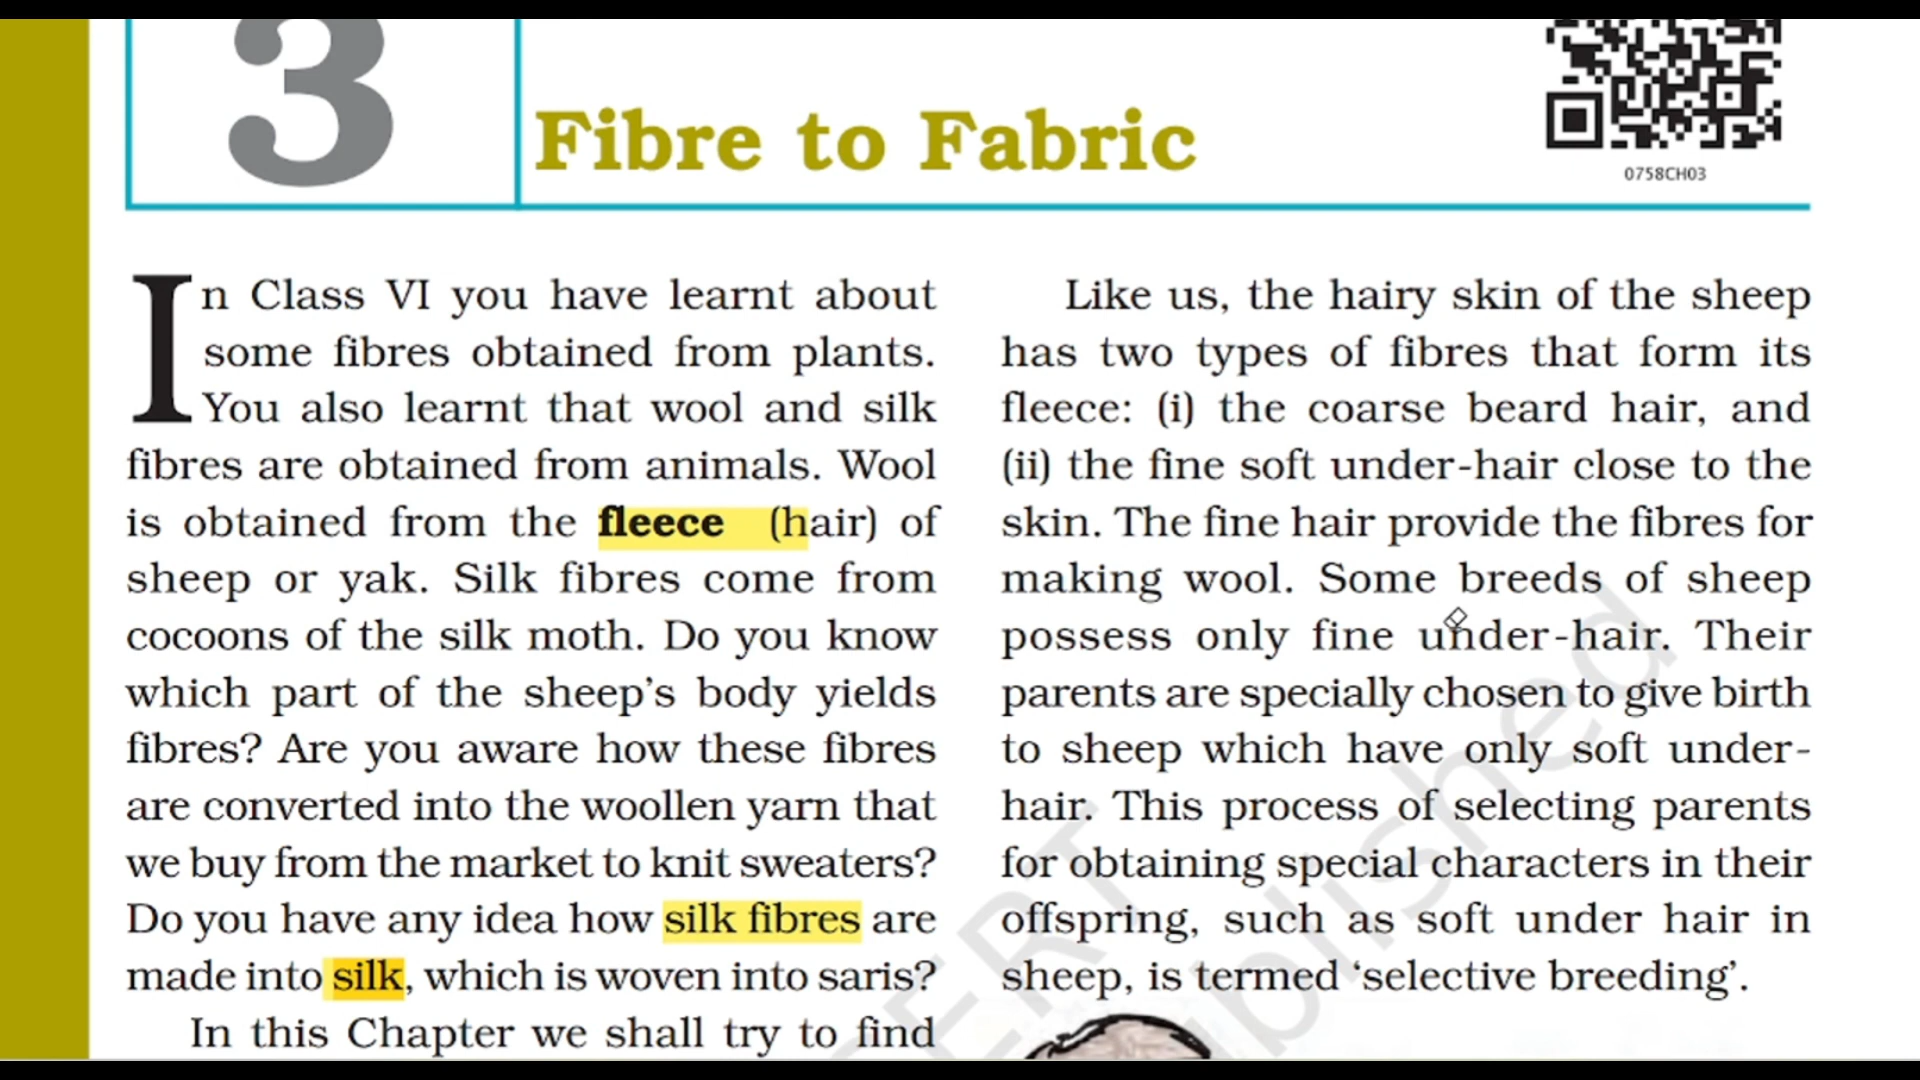 3
Fibre to Fabric
0758CH03
In Class VI you have learnt about
some fibres obtained from plants.
You also learnt that wool and silk
fibres are obtained from animals. Wool
is obtained from the fleece (hair) of
sheep or yak. Silk fibres come from
cocoons of the silk moth. Do you know
which part of the sheep's body yields
fibres? Are you aware how these fibres
are converted into the woollen yarn that
we buy from the market to knit sweaters?
Do you have any idea how silk fibres are
made into silk, which is woven into saris?
In this Chapter we shall try to find
Like us, the hairy skin of the sheep
has two types of fibres that form its
fleece: (i) the coarse beard hair, and
(ii) the fine soft under-hair close to the
skin. The fine hair provide the fibres for
making wool. Some breeds of sheep
possess only fine under-hair. Their
parents are specially chosen to give birth
to sheep which have only soft under-
hair. This process of selecting parents
for obtaining special characters in their
offspring, such as soft under hair in
sheep, is termed ‘selective breeding’.